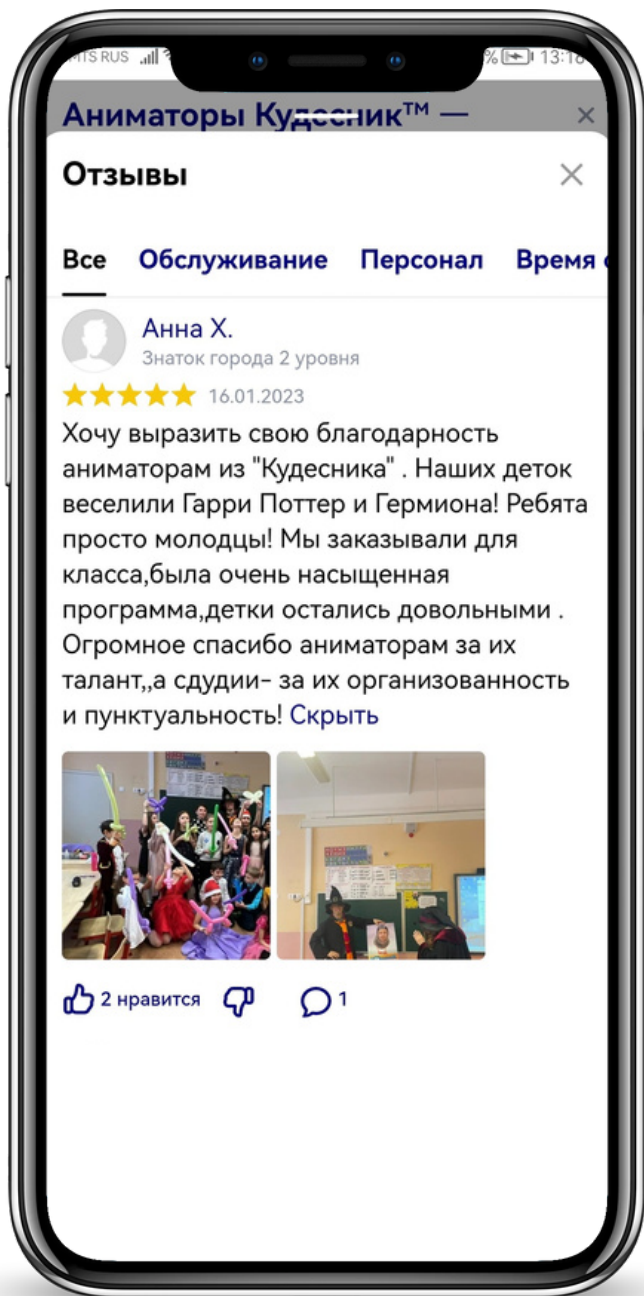 MTS RUS
Аниматоры Кудесник™ —
Отзывы
Все Обслуживание Персонал Время
Анна Х.
Знаток города 2 уровня
16.01.2023
Хочу выразить свою благодарность
аниматорам из "Кудесника" . Наших деток
веселили Гарри Поттер и Гермиона! Ребята
просто молодцы! Мы заказывали для
класса,была очень насыщенная
программа,детки остались довольными .
Огромное спасибо аниматорам за их
талант,,а сдудии- за их организованность
и пунктуальность! Скрыть
2 нравится 1